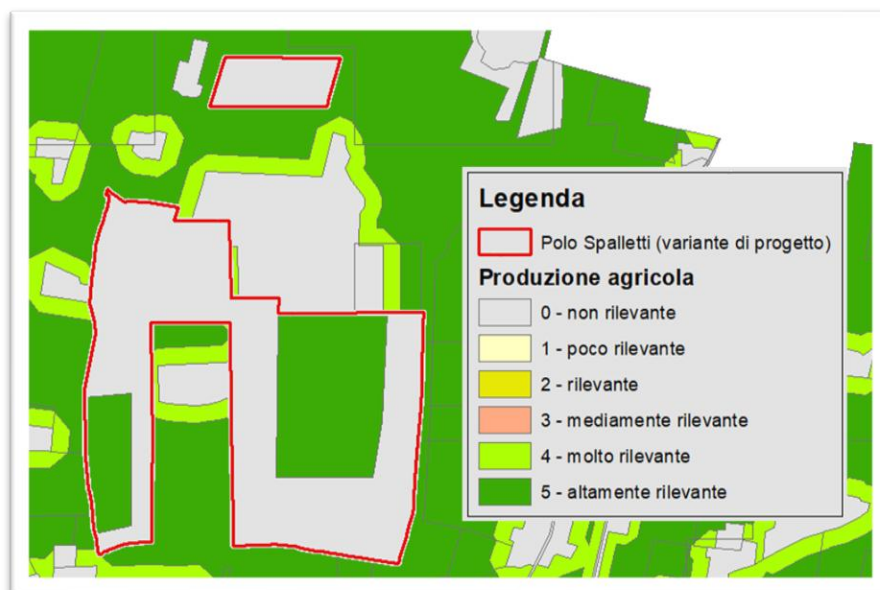 Legenda
Polo Spalletti (variante di progetto)
Produzione agricola
0 - non rilevante
1 - poco rilevante
2 - rilevante
3 - mediamente rilevante
4 - molto rilevante
5 - altamente rilevante